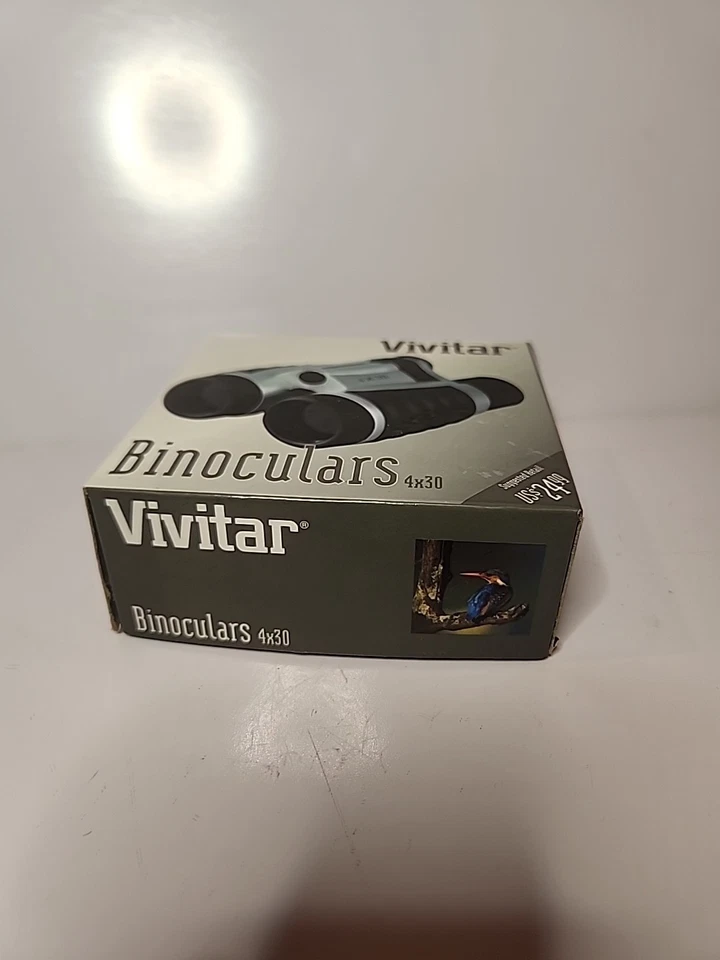 Vivitar
Binoculars 4x30
Suggested Retail
US$24.99
Vivitar®
Binoculars 4x30